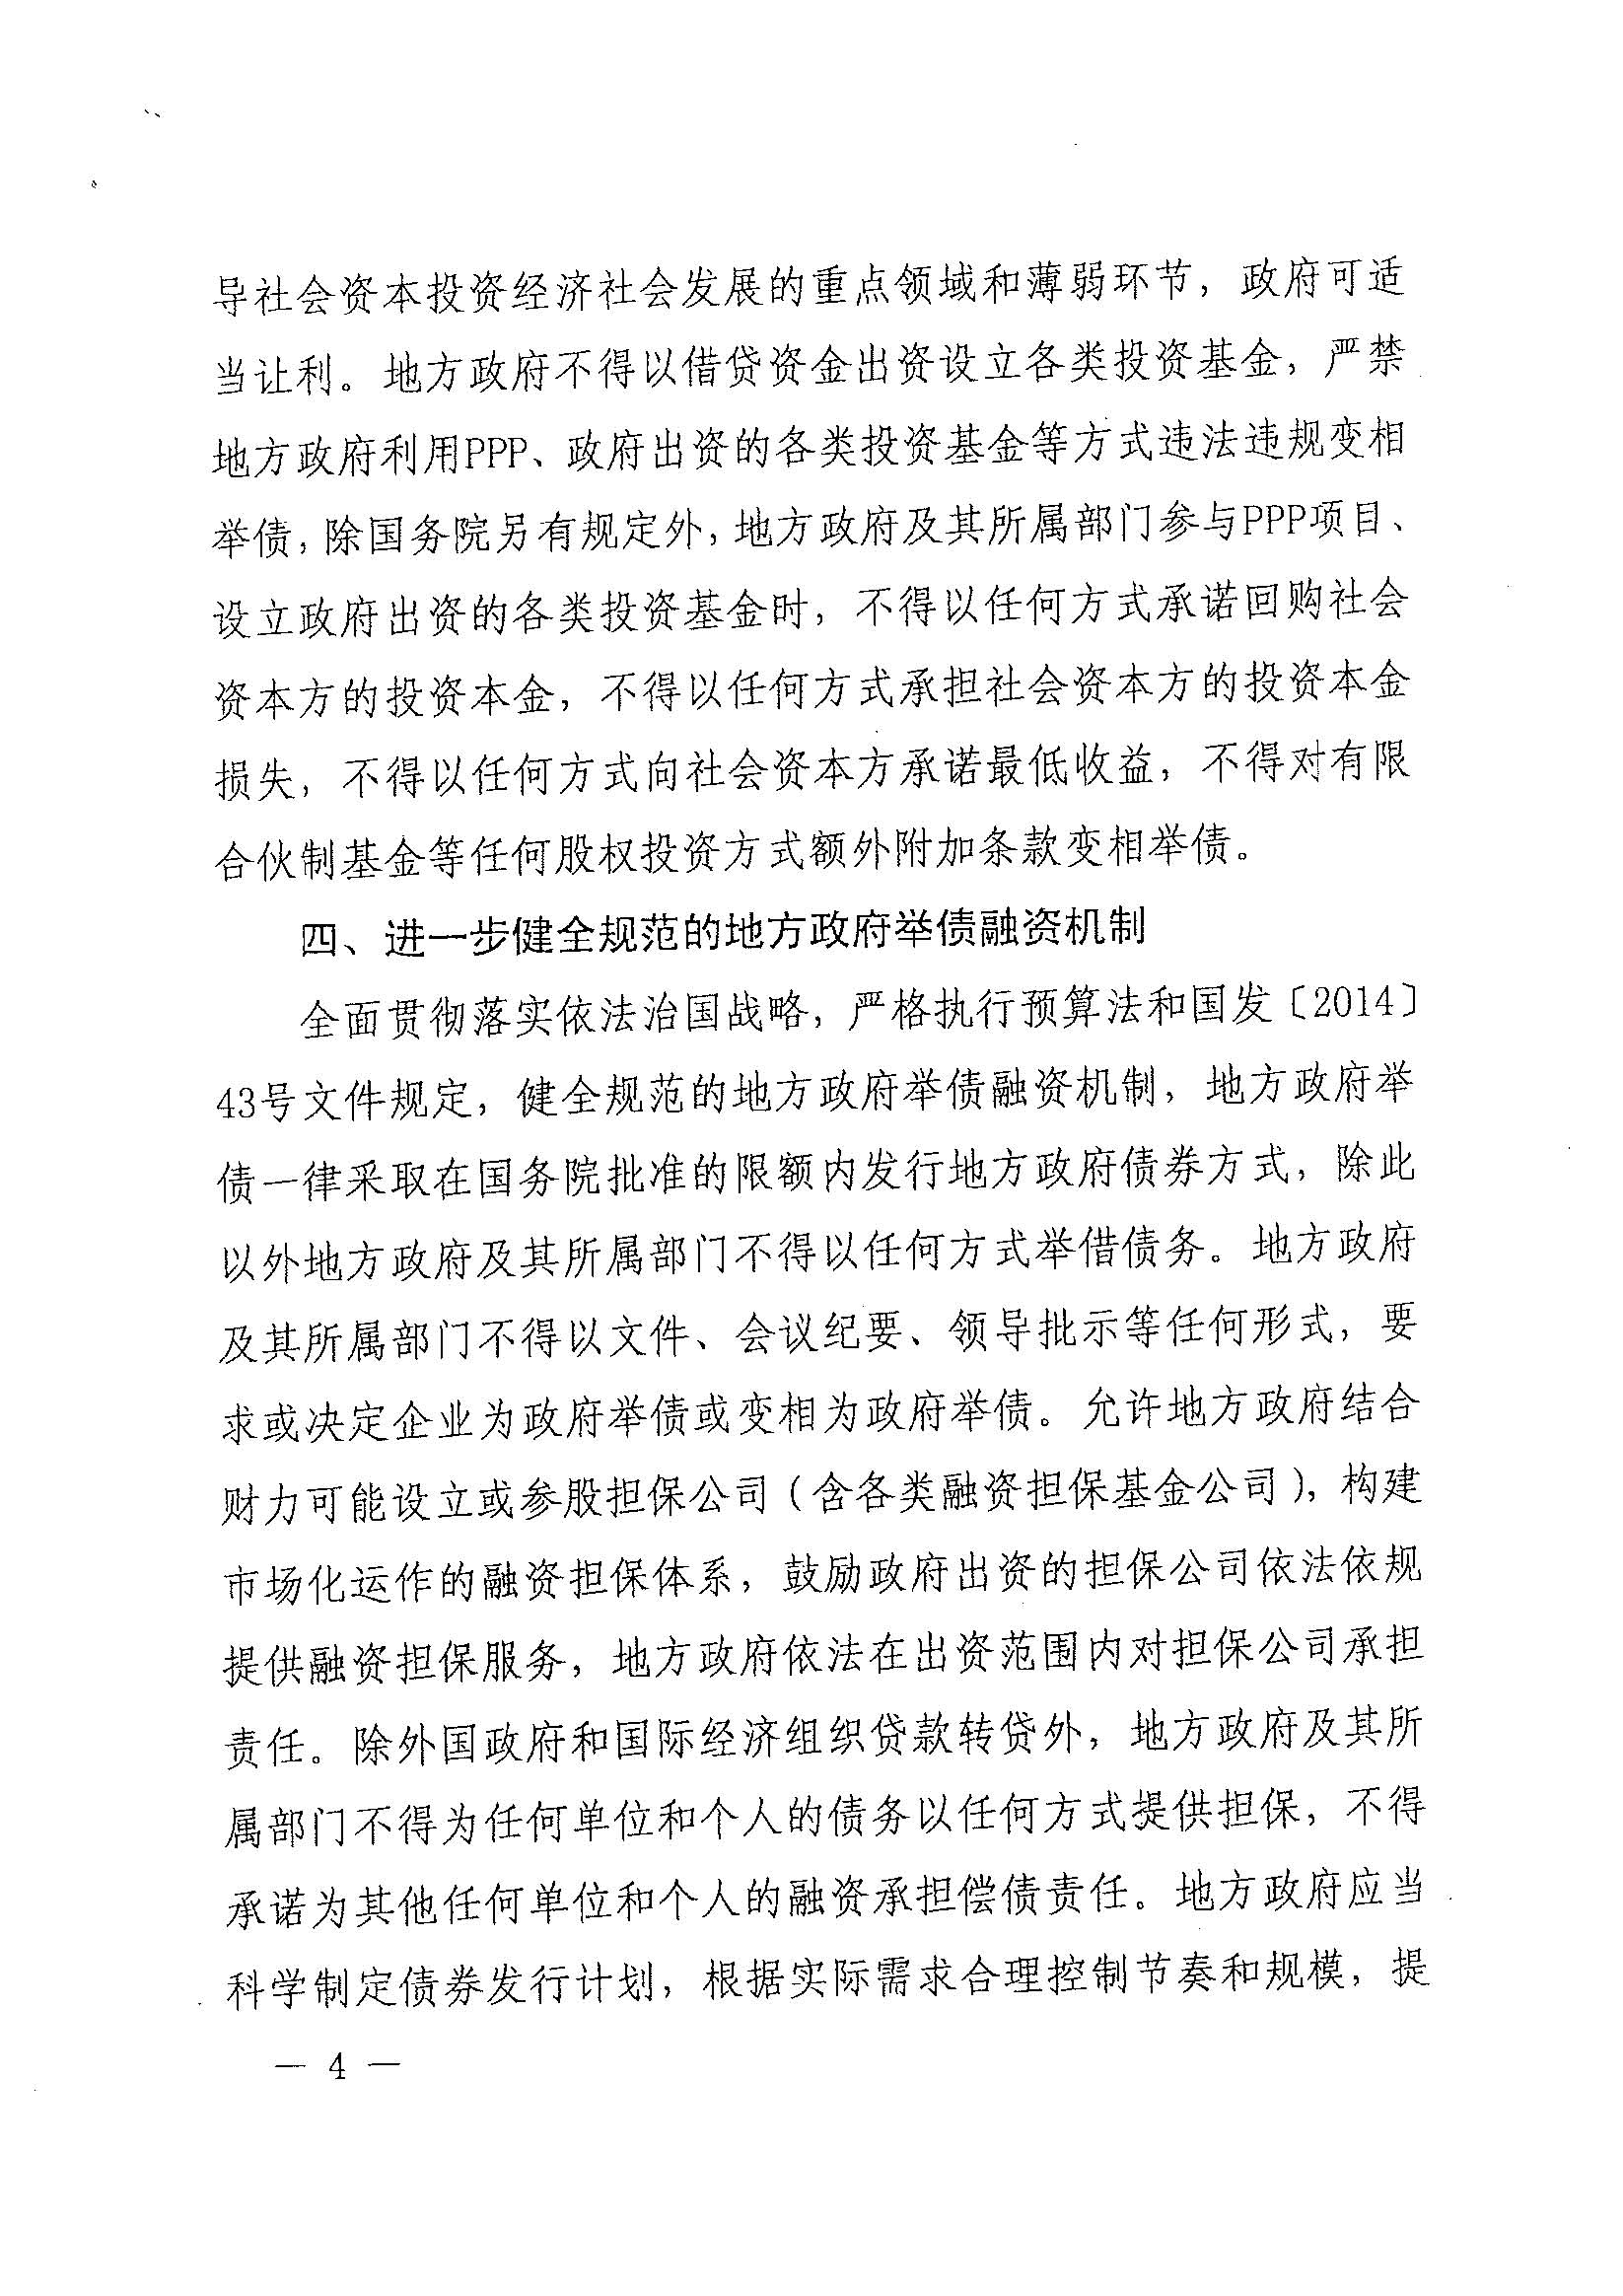 导社会资本投资经济社会发展的重点领域和薄弱环节，政府可适
当让利。地方政府不得以借贷资金出资设立各类投资基金，严禁
地方政府利用PPP、政府出资的各类投资基金等方式违法违规变相
举债，除国务院另有规定外，地方政府及其所属部门参与PPP项目、
设立政府出资的各类投资基金时，不得以任何方式承诺回购社会
资本方的投资本金，不得以任何方式承担社会资本方的投资本金
损失，不得以任何方式向社会资本方承诺最低收益，不得对有限
合伙制基金等任何股权投资方式额外附加条款变相举债。
四、进一步健全规范的地方政府举债融资机制
全面贯彻落实依法治国战略，严格执行预算法和国发〔2014〕
43号文件规定，健全规范的地方政府举债融资机制，地方政府举
债一律采取在国务院批准的限额内发行地方政府债券方式，除此
以外地方政府及其所属部门不得以任何方式举借债务。地方政府
及其所属部门不得以文件、会议纪要、领导批示等任何形式，要
求或决定企业为政府举债或变相为政府举债。允许地方政府结合
财力可能设立或参股担保公司（含各类融资担保基金公司），构建
市场化运作的融资担保体系，鼓励政府出资的担保公司依法依规
提供融资担保服务，地方政府依法在出资范围内对担保公司承担
责任。除外国政府和国际经济组织贷款转贷外，地方政府及其所
属部门不得为任何单位和个人的债务以任何方式提供担保，不得
承诺为其他任何单位和个人的融资承担偿债责任。地方政府应当
科学制定债券发行计划，根据实际需求合理控制节奏和规模，提
— 4 —